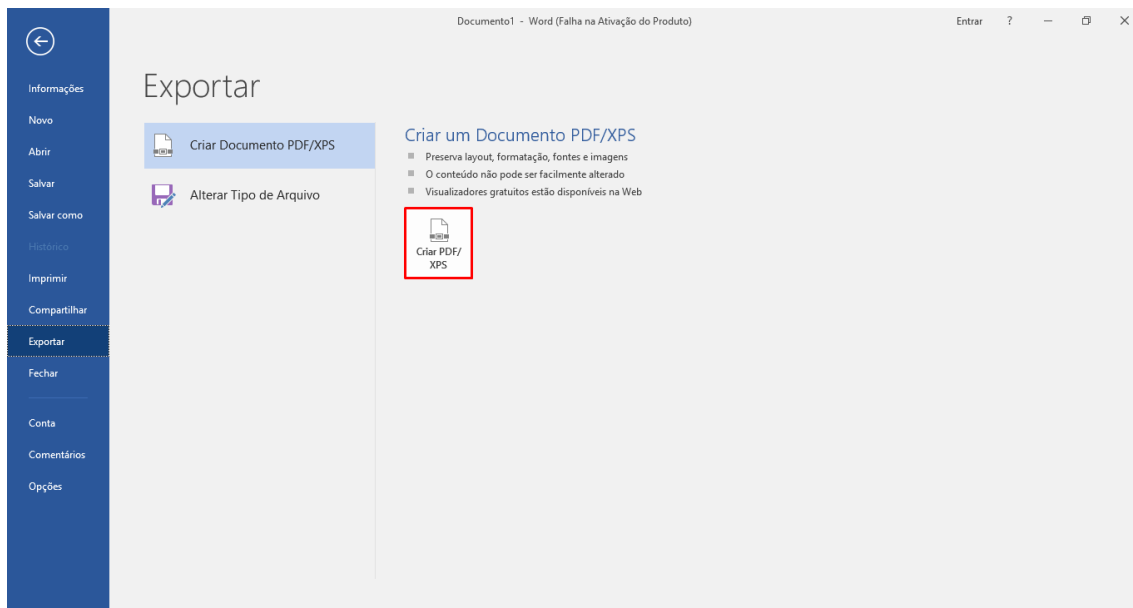 Documento1 - Word (Falha na Ativação do Produto)
Entrar ?
Informações
Novo
Abrir
Salvar
Salvar como
Histórico
Imprimir
Compartilhar
Exportar
Fechar
Conta
Comentários
Opções
Exportar
Criar Documento PDF/XPS
Alterar Tipo de Arquivo
Criar um Documento PDF/XPS
Preserva layout, formatação, fontes e imagens
O conteúdo não pode ser facilmente alterado
Visualizadores gratuitos estão disponíveis na Web
Criar PDF/
XPS